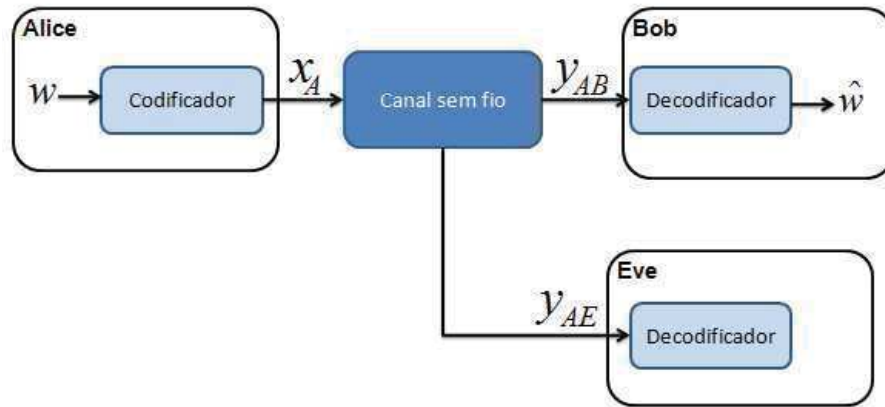 Alice
w
Codificador
x_A
Canal sem fio
y_AB
Bob
Decodificador
ŵ
y_AE
Eve
Decodificador